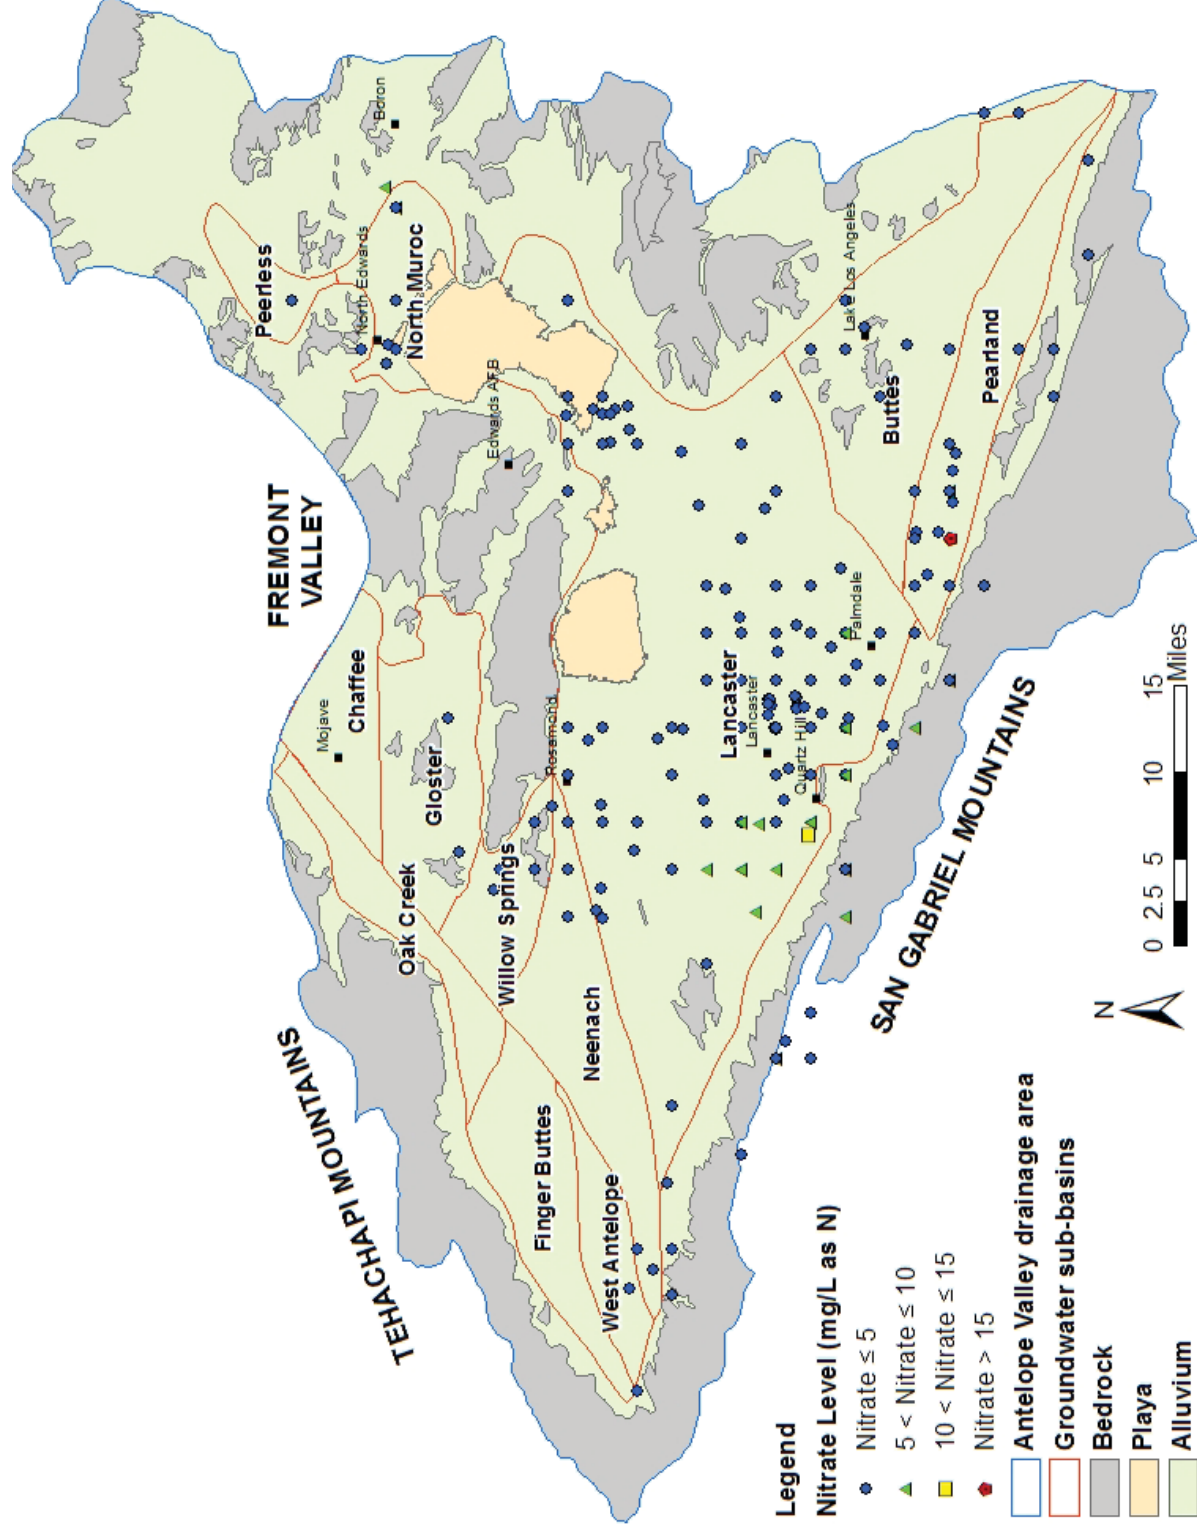 FREMONT
VALLEY
TEHACHAPI MOUNTAINS
SAN GABRIEL MOUNTAINS
Peerless
North Edwards
Boron
North Muroc
Edwards AFB
Mojave
Chaffee
Gloster
Oak Creek
Rosamond
Willow Springs
Neenach
Finger Buttes
West Antelope
Lancaster
Lancaster
Quartz Hill
Palmdale
Lake Los Angeles
Buttes
Pearland
Legend
Nitrate Level (mg/L as N)
Nitrate ≤ 5
5 < Nitrate ≤ 10
10 < Nitrate ≤ 15
Nitrate > 15
Antelope Valley drainage area
Groundwater sub-basins
Bedrock
Playa
Alluvium
N
0 2.5 5 10 15
Miles